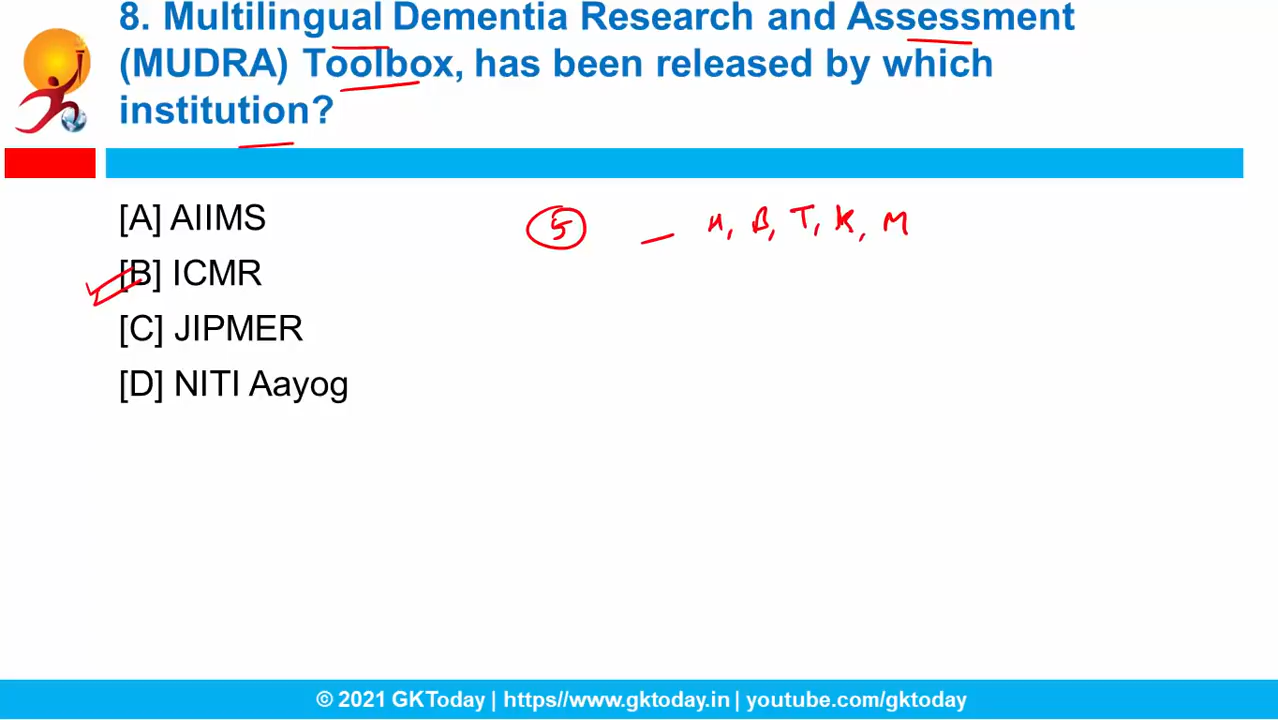 8. Multilingual Dementia Research and Assessment
(MUDRA) Toolbox, has been released by which
institution?
[A] AIIMS
5 – H, B, T, K, M
[B] ICMR
[C] JIPMER
[D] NITI Aayog
© 2021 GKToday | https//www.gktoday.in | youtube.com/gktoday